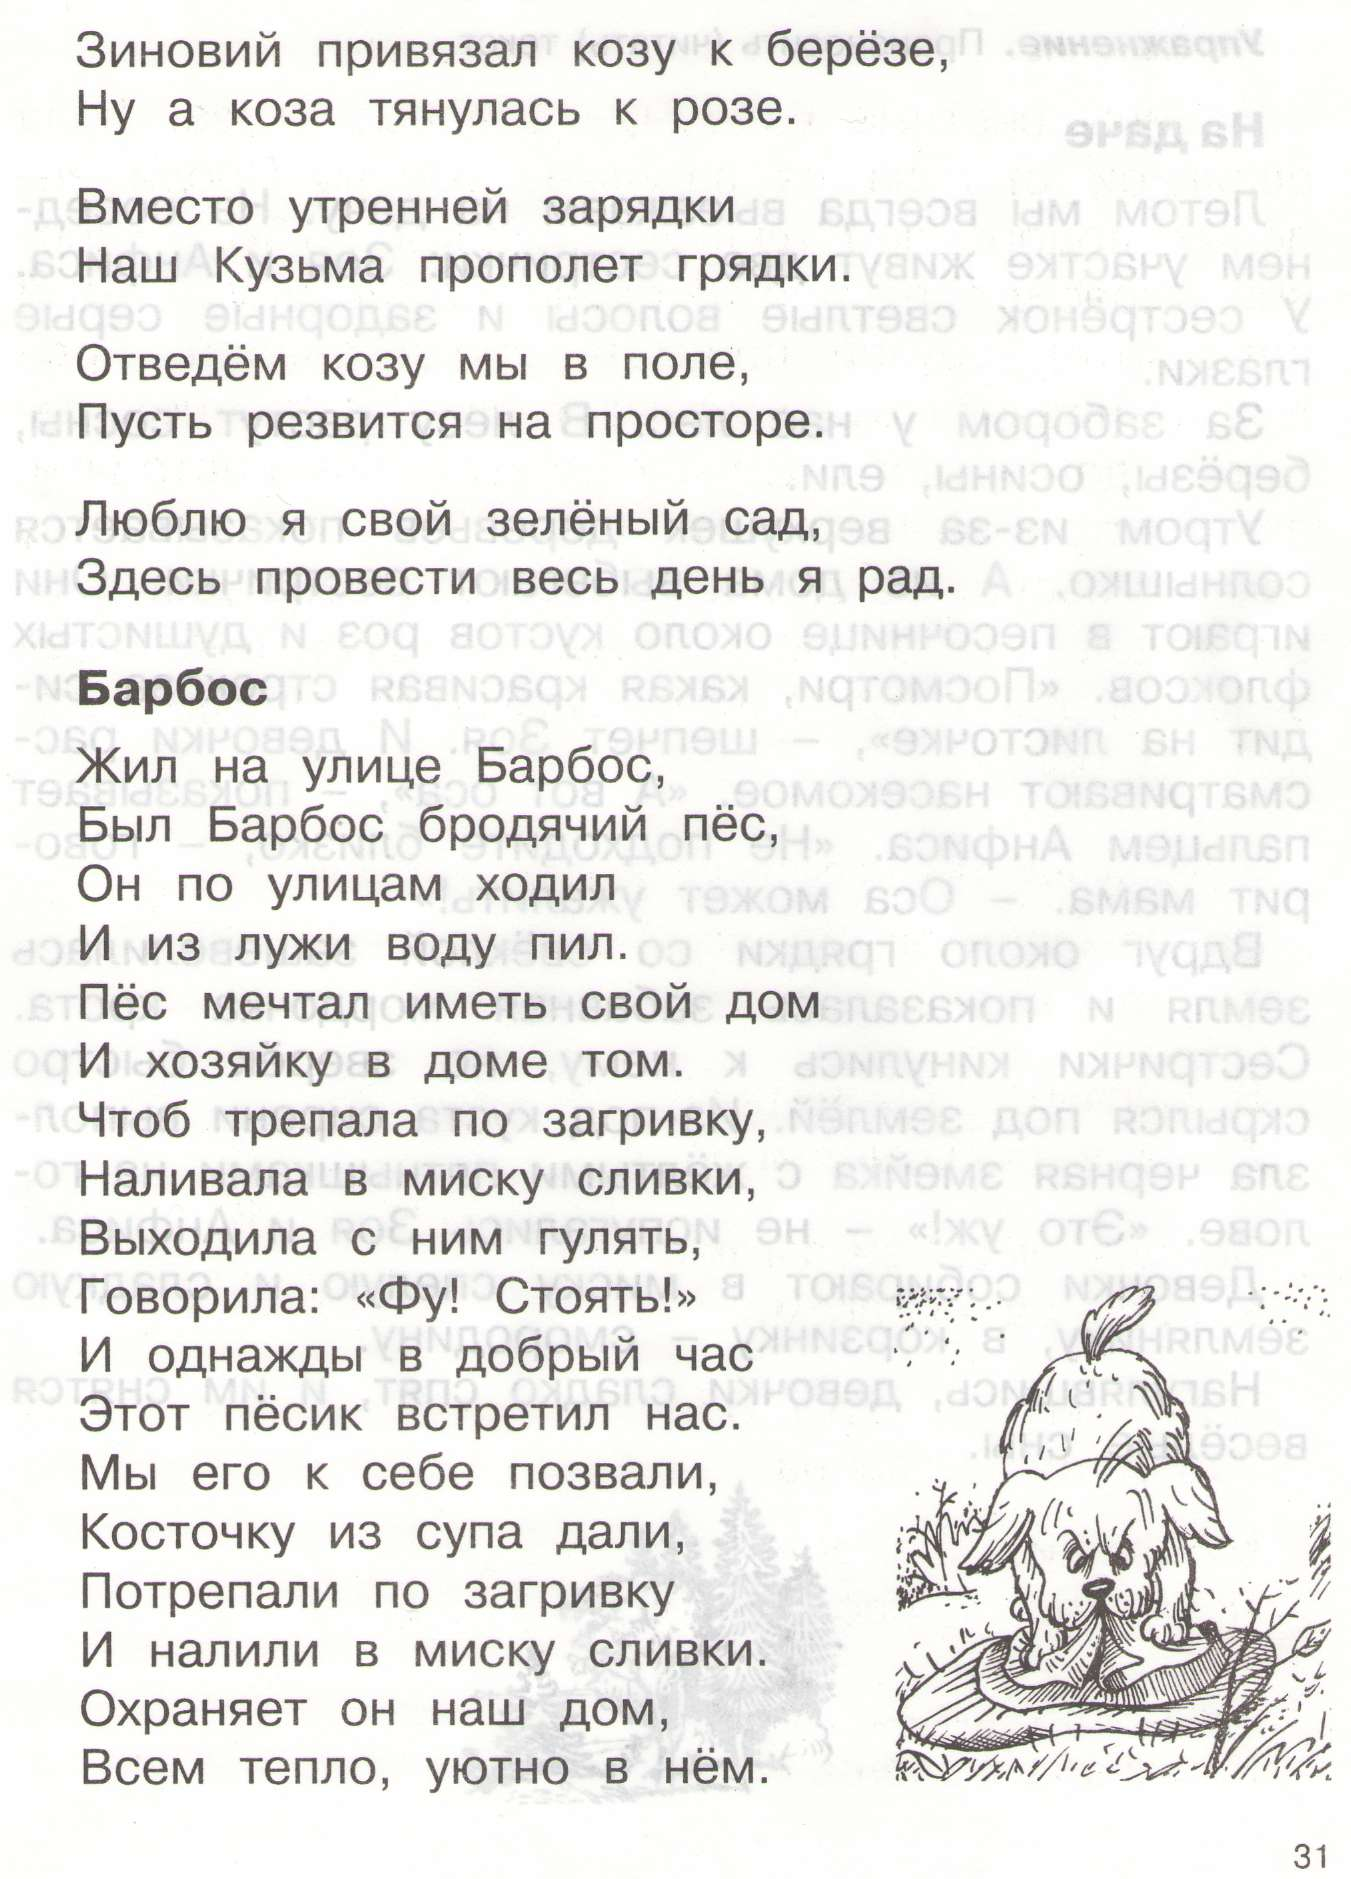 Зиновий привязал козу к берёзе,
Ну а коза тянулась к розе.
Вместо утренней зарядки
Наш Кузьма прополет грядки.
Отведём козу мы в поле,
Пусть резвится на просторе.
Люблю я свой зелёный сад,
Здесь провести весь день я рад.
Барбос
Жил на улице Барбос,
Был Барбос бродячий пёс,
Он по улицам ходил
И из лужи воду пил.
Пёс мечтал иметь свой дом
И хозяйку в доме том.
Чтоб трепала по загривку,
Наливала в миску сливки,
Выходила с ним гулять,
Говорила: «Фу! Стоять!»
И однажды в добрый час
Этот пёсик встретил нас.
Мы его к себе позвали,
Косточку из супа дали,
Потрепали по загривку
И налили в миску сливки.
Охраняет он наш дом,
Всем тепло, уютно в нём.
31